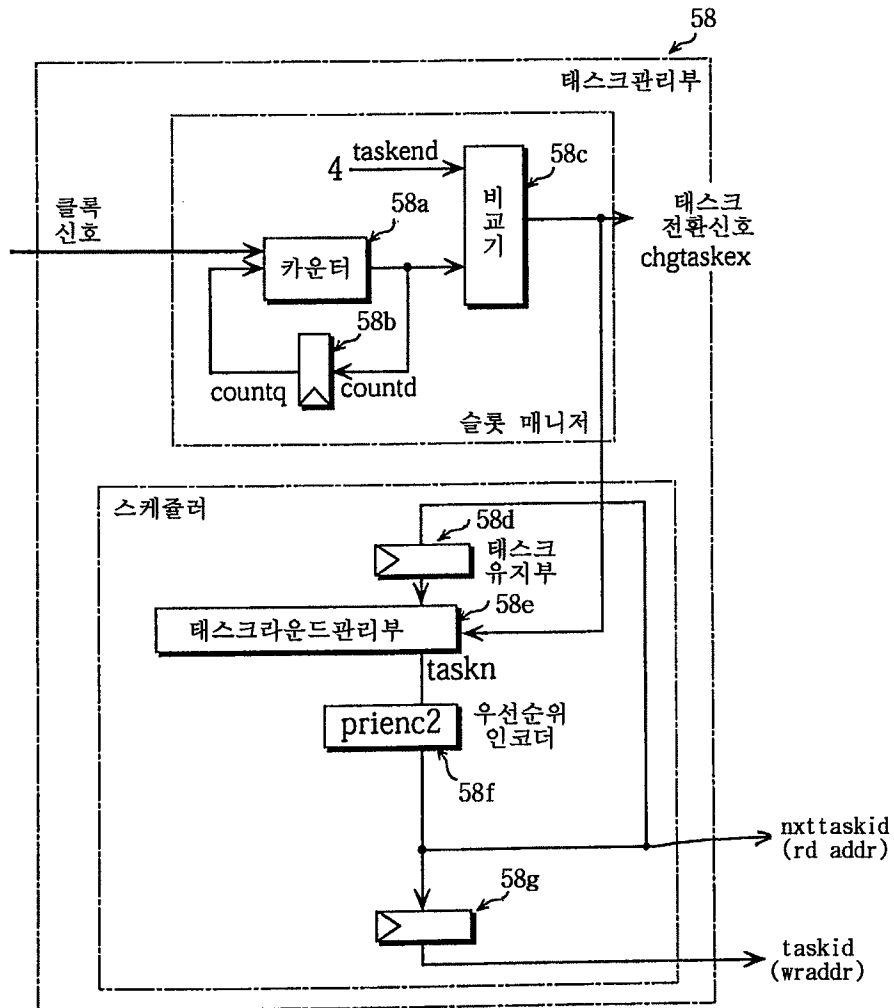 58
태스크관리부
taskend
4
58c
58a
비교기
클록
신호
카운터
태스크
전환신호
chgtaskex
58b
countq
countd
슬롯 매니저
스케쥴러
58d
태스크
유지부
58e
태스크라운드관리부
taskn
prienc2
우선순위
인코더
58f
nxttaskid
(rd addr)
58g
taskid
(wraddr)